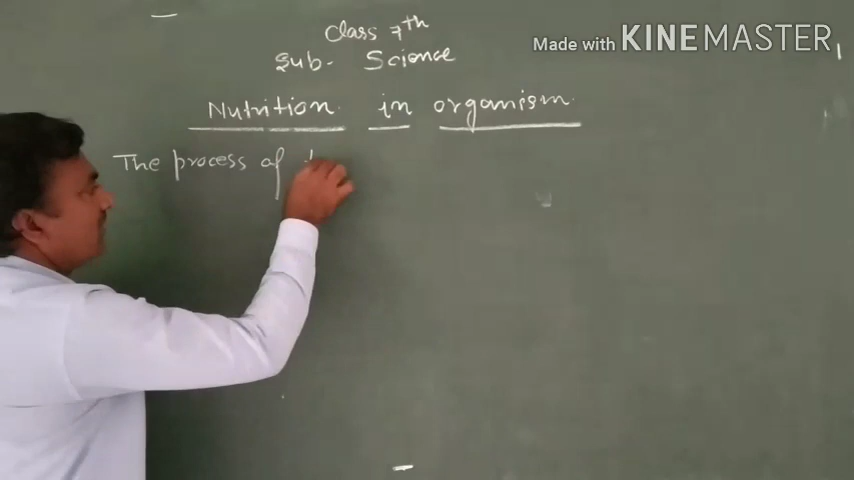 Class 7th
Made with KINEMASTER
Sub- Science
Nutrition in organism.
The process of